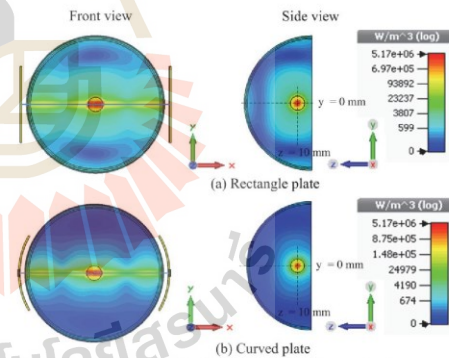 Front view
Side view
W/m^3 (log)
5.17e+06
6.97e+05
93892
23237
3807
599
0
y = 0 mm
z = 10 mm
y
x
y
z
x
(a) Rectangle plate
W/m^3 (log)
5.17e+06
8.75e+05
1.48e+05
24979
4190
674
0
y = 0 mm
z = 10 mm
y
x
y
z
x
(b) Curved plate